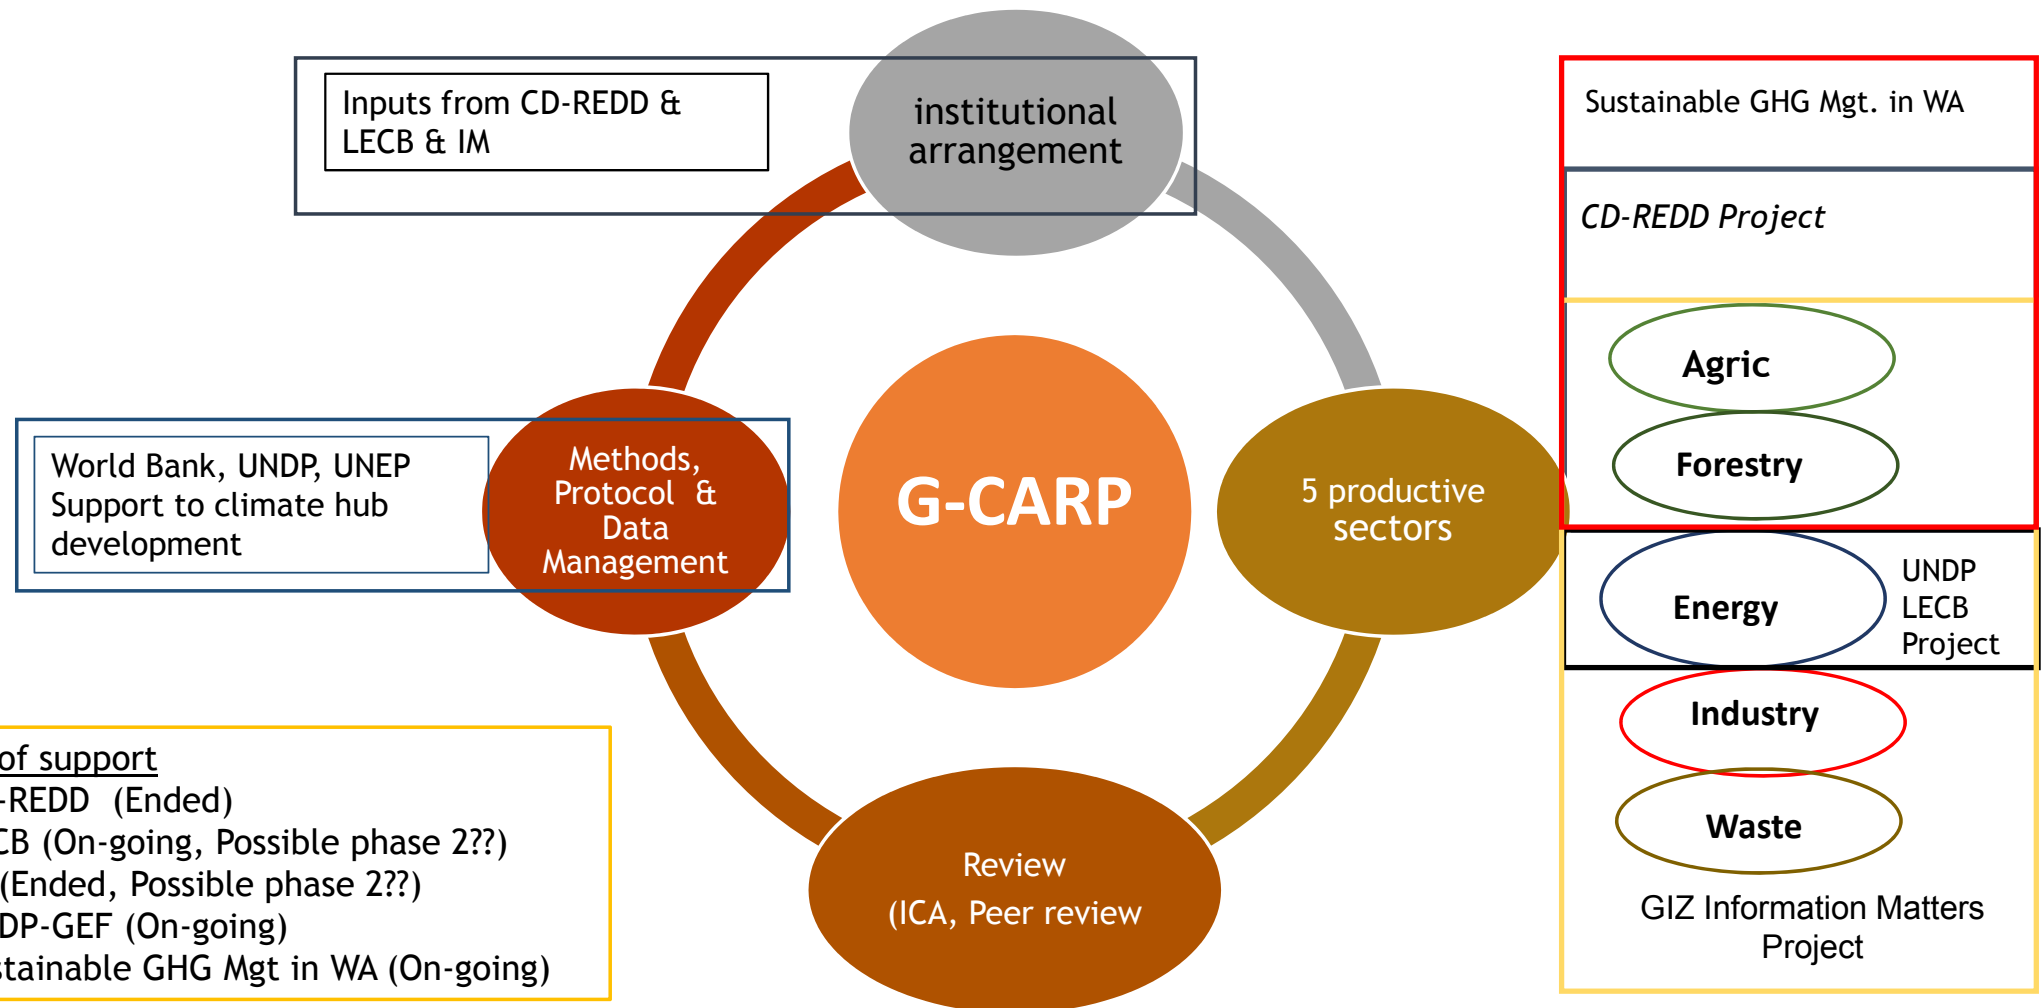 Inputs from CD-REDD &
LECB & IM
institutional
arrangement
Sustainable GHG Mgt. in WA
CD-REDD Project
Agric
Forestry
World Bank, UNDP, UNEP
Support to climate hub
development
Methods,
Protocol &
Data
Management
G-CARP
5 productive
sectors
Energy
UNDP
LECB
Project
Industry
Waste
GIZ Information Matters
Project
Review
(ICA, Peer review
of support
-REDD (Ended)
CB (On-going, Possible phase 2??)
(Ended, Possible phase 2??)
DP-GEF (On-going)
stainable GHG Mgt in WA (On-going)